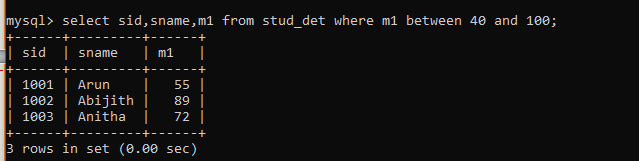 mysql> select sid,sname,m1 from stud_det where m1 between 40 and 100;
+------+----------+------+
| sid  | sname    | m1   |
+------+----------+------+
| 1001 | Arun     |   55 |
| 1002 | Abijith  |   89 |
| 1003 | Anitha   |   72 |
+------+----------+------+
3 rows in set (0.00 sec)